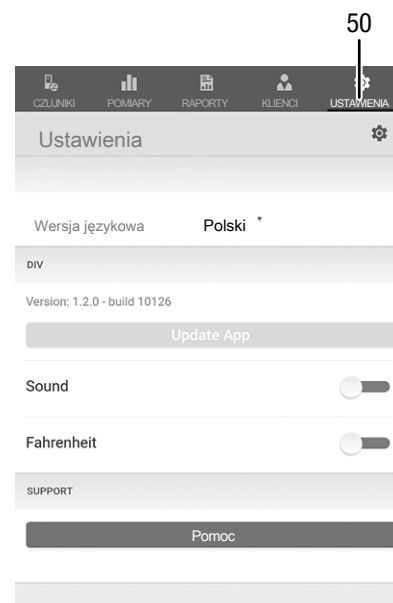 50
CZUJNIKI POMIARY RAPORTY KLIENCI USTAWIENIA
Ustawienia
Wersja językowa Polski
DIV
Version: 1.2.0 - build 10126
Update App
Sound
Fahrenheit
SUPPORT
Pomoc